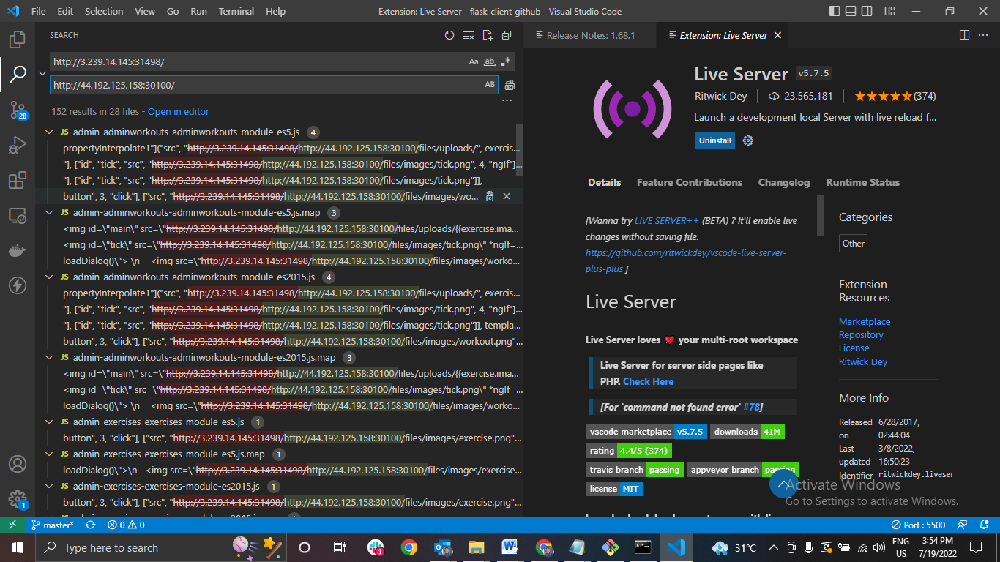 File Edit Selection View Go Run Terminal Help Extension: Live Server - flask-client-github - Visual Studio Code
SEARCH
Release Notes: 1.68.1
Extension: Live Server
http://3.239.14.145:31498/ Aa ab
http://44.192.125.158:30100/ AB
152 results in 28 files - Open in editor
JS admin-adminworkouts-adminworkouts-module-es5.js 4
propertyInterpolate1"]("src", "http://3.239.14.145:31498/http://44.192.125.158:30100/files/uploads/", exercis...
"], ["id", "tick", "src", "http://3.239.14.145:31498/http://44.192.125.158:30100/files/images/tick.png", 4, "ngIf"]...
"], ["id", "tick", "src", "http://3.239.14.145:31498/http://44.192.125.158:30100/files/images/tick.png"]],
button", 3, "click"], ["src", "http://3.239.14.145:31498/http://44.192.125.158:30100/files/images/wo...
JS admin-adminworkouts-adminworkouts-module-es5.js.map 3
<img id=\"main\" src=\"http://3.239.14.145:31498/http://44.192.125.158:30100/files/uploads/{{exercise.ima...
<img id=\"tick\" src=\"http://3.239.14.145:31498/http://44.192.125.158:30100/files/images/tick.png\" *ngIf=...
loadDialog()\"> \n <img src=\"http://3.239.14.145:31498/http://44.192.125.158:30100/files/images/worko...
JS admin-adminworkouts-adminworkouts-module-es2015.js 4
propertyInterpolate1"]("src", "http://3.239.14.145:31498/http://44.192.125.158:30100/files/uploads/", exercis...
"], ["id", "tick", "src", "http://3.239.14.145:31498/http://44.192.125.158:30100/files/images/tick.png", 4, "ngIf"]...
"], ["id", "tick", "src", "http://3.239.14.145:31498/http://44.192.125.158:30100/files/images/tick.png"]], templa...
button", 3, "click"], ["src", "http://3.239.14.145:31498/http://44.192.125.158:30100/files/images/workout.png"...
JS admin-adminworkouts-adminworkouts-module-es2015.js.map 3
<img id=\"main\" src=\"http://3.239.14.145:31498/http://44.192.125.158:30100/files/uploads/{{exercise.ima...
<img id=\"tick\" src=\"http://3.239.14.145:31498/http://44.192.125.158:30100/files/images/tick.png\" *ngIf=...
loadDialog()\"> \n <img src=\"http://3.239.14.145:31498/http://44.192.125.158:30100/files/images/worko...
JS admin-exercises-exercises-module-es5.js 1
button", 3, "click"], ["src", "http://3.239.14.145:31498/http://44.192.125.158:30100/files/images/exercise.png"...
JS admin-exercises-exercises-module-es5.js.map 1
loadDialog()\">\n <img src=\"http://3.239.14.145:31498/http://44.192.125.158:30100/files/images/exercise...
JS admin-exercises-exercises-module-es2015.js 1
button", 3, "click"], ["src", "http://3.239.14.145:31498/http://44.192.125.158:30100/files/images/exercise.png"...
Live Server v5.7.5
Ritwick Dey 23,565,181 (374)
Launch a development local Server with live reload f...
Uninstall
Details Feature Contributions Changelog Runtime Status
[Wanna try LIVE SERVER++ (BETA) ? It'll enable live
changes without saving file.
https://github.com/ritwickdey/vscode-live-server-
plus-plus ]
Live Server
Live Server loves your multi-root workspace
Live Server for server side pages like
PHP. Check Here
[For 'command not found error' #78]
vscode marketplace v5.7.5 downloads 41M
rating 4.4/5 (374)
travis branch passing appveyor branch passing
license MIT
Categories
Other
Extension
Resources
Marketplace
Repository
License
Ritwick Dey
More Info
Released 6/28/2017,
on 02:44:04
Last 3/8/2022,
updated 16:50:23
Identifier ritwickdey.liveser
Activate Windows
Go to Settings to activate Windows.
28
1
master* 0 0 Port : 5500
Type here to search 1 31°C ENG 3:54 PM
US 7/19/2022